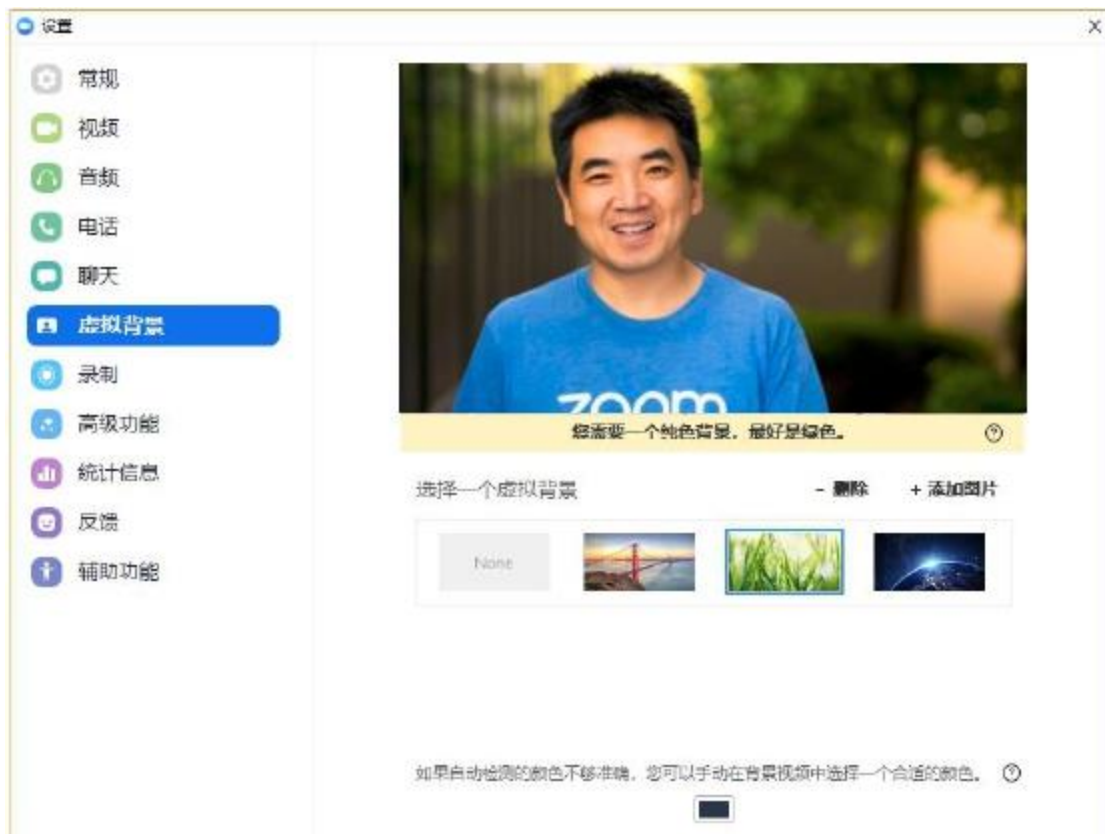 设置
常规
视频
音频
电话
聊天
虚拟背景
录制
高级功能
统计信息
反馈
辅助功能
zoom
您需要一个纯色背景，最好是绿色。
选择一个虚拟背景
- 删除 + 添加图片
None
如果自动检测的颜色不够准确，您可以手动在背景视频中选择一个合适的颜色。